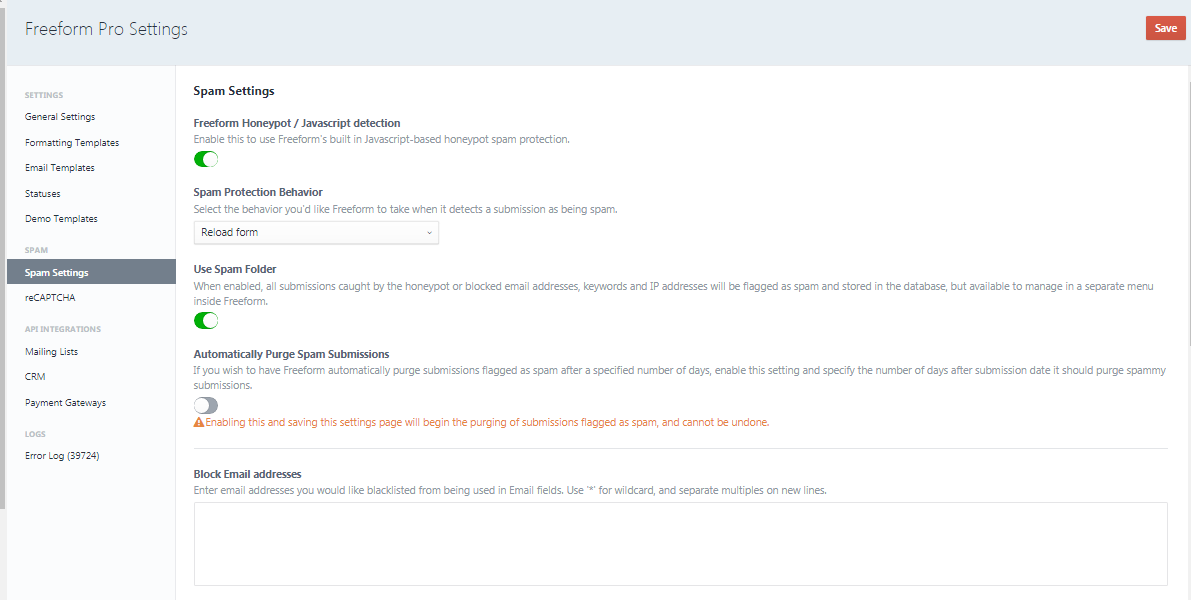 Freeform Pro Settings
Save
SETTINGS
General Settings
Formatting Templates
Email Templates
Statuses
Demo Templates
SPAM
Spam Settings
reCAPTCHA
API INTEGRATIONS
Mailing Lists
CRM
Payment Gateways
LOGS
Error Log (39724)
Spam Settings
Freeform Honeypot / Javascript detection
Enable this to use Freeform's built in Javascript-based honeypot spam protection.
Spam Protection Behavior
Select the behavior you'd like Freeform to take when it detects a submission as being spam.
Reload form
Use Spam Folder
When enabled, all submissions caught by the honeypot or blocked email addresses, keywords and IP addresses will be flagged as spam and stored in the database, but available to manage in a separate menu
inside Freeform.
Automatically Purge Spam Submissions
If you wish to have Freeform automatically purge submissions flagged as spam after a specified number of days, enable this setting and specify the number of days after submission date it should purge spammy
submissions.
Enabling this and saving this settings page will begin the purging of submissions flagged as spam, and cannot be undone.
Block Email addresses
Enter email addresses you would like blacklisted from being used in Email fields. Use '*' for wildcard, and separate multiples on new lines.